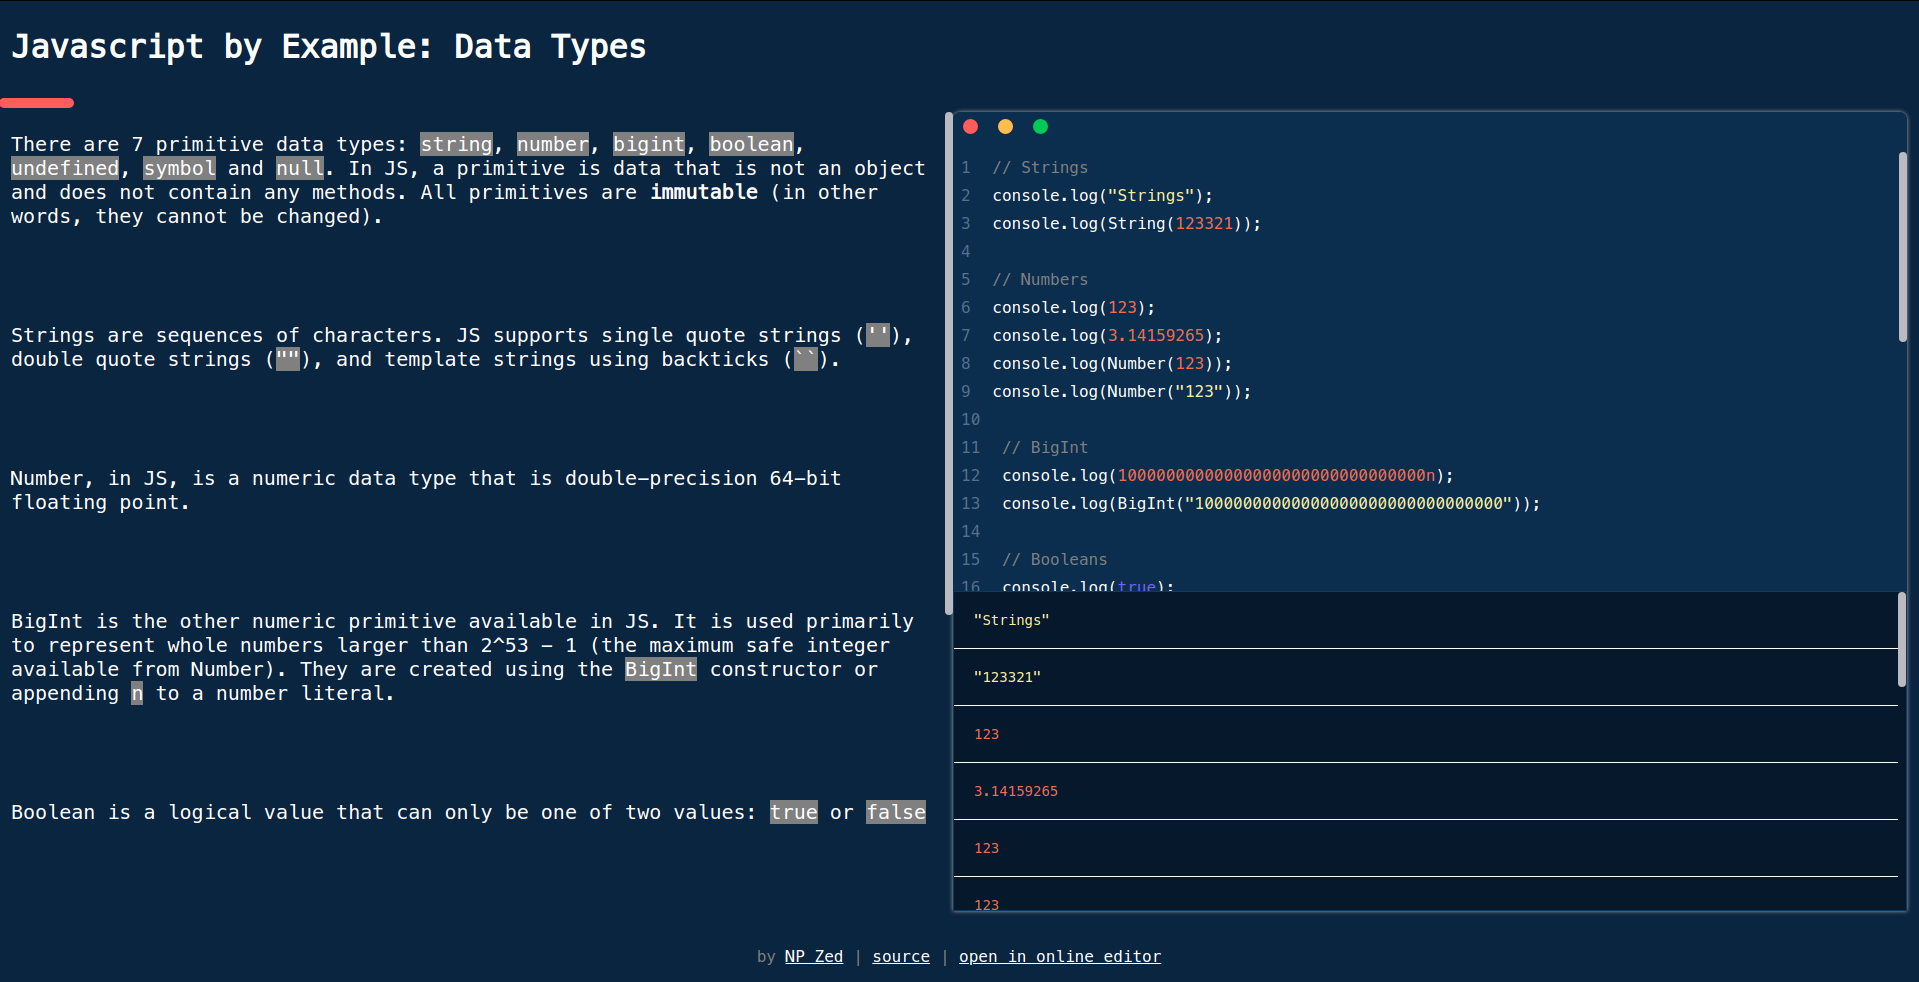 Javascript by Example: Data Types
There are 7 primitive data types: string, number, bigint, boolean,
undefined, symbol and null. In JS, a primitive is data that is not an object
and does not contain any methods. All primitives are immutable (in other
words, they cannot be changed).
Strings are sequences of characters. JS supports single quote strings (''),
double quote strings (""), and template strings using backticks (``).
Number, in JS, is a numeric data type that is double-precision 64-bit
floating point.
BigInt is the other numeric primitive available in JS. It is used primarily
to represent whole numbers larger than 2^53 - 1 (the maximum safe integer
available from Number). They are created using the BigInt constructor or
appending n to a number literal.
Boolean is a logical value that can only be one of two values: true or false
1 // Strings
2 console.log("Strings");
3 console.log(String(123321));
4
5 // Numbers
6 console.log(123);
7 console.log(3.14159265);
8 console.log(Number(123));
9 console.log(Number("123"));
10
11 // BigInt
12 console.log(10000000000000000000000000000000n);
13 console.log(BigInt("10000000000000000000000000000000"));
14
15 // Booleans
16 console.log(true);
"Strings"
"123321"
123
3.14159265
123
123
by NP Zed | source | open in online editor